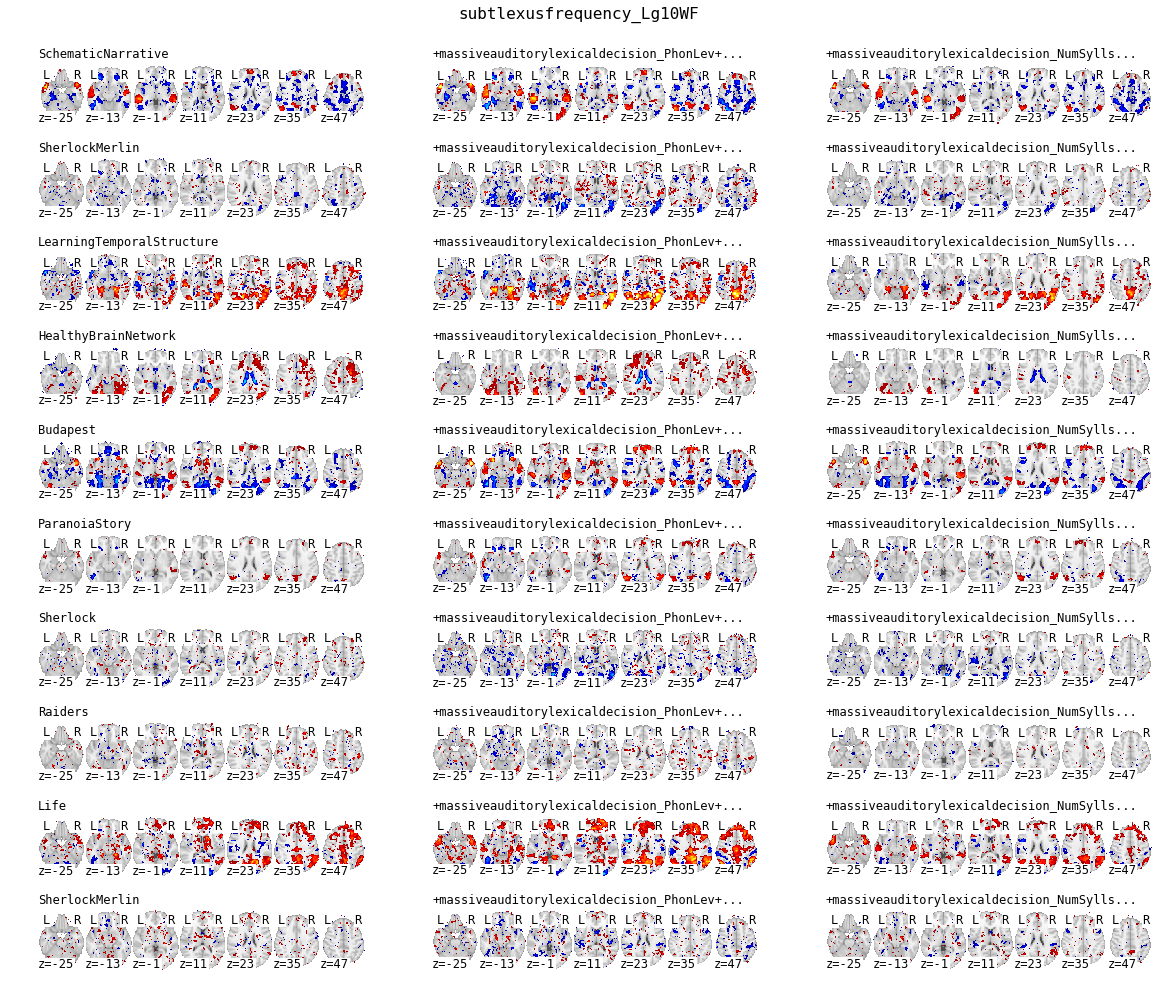 subtlexusfrequency_Lg10WF
SchematicNarrative +massiveauditorylexicaldecision_PhonLev+... +massiveauditorylexicaldecision_NumSylls...
L R L R L R L R L R L R L R L R L R L R L R L R L R L R L R L R L R L R L R L R L R
z=-25 z=-13 z=-1 z=11 z=23 z=35 z=47 z=-25 z=-13 z=-1 z=11 z=23 z=35 z=47 z=-25 z=-13 z=-1 z=11 z=23 z=35 z=47
SherlockMerlin +massiveauditorylexicaldecision_PhonLev+... +massiveauditorylexicaldecision_NumSylls...
L R L R L R L R L R L R L R L R L R L R L R L R L R L R L R L R L R L R L R L R L R
z=-25 z=-13 z=-1 z=11 z=23 z=35 z=47 z=-25 z=-13 z=-1 z=11 z=23 z=35 z=47 z=-25 z=-13 z=-1 z=11 z=23 z=35 z=47
LearningTemporalStructure +massiveauditorylexicaldecision_PhonLev+... +massiveauditorylexicaldecision_NumSylls...
L R L R L R L R L R L R L R L R L R L R L R L R L R L R L R L R L R L R L R L R L R
z=-25 z=-13 z=-1 z=11 z=23 z=35 z=47 z=-25 z=-13 z=-1 z=11 z=23 z=35 z=47 z=-25 z=-13 z=-1 z=11 z=23 z=35 z=47
HealthyBrainNetwork +massiveauditorylexicaldecision_PhonLev+... +massiveauditorylexicaldecision_NumSylls...
L R L R L R L R L R L R L R L R L R L R L R L R L R L R L R L R L R L R L R L R L R
z=-25 z=-13 z=-1 z=11 z=23 z=35 z=47 z=-25 z=-13 z=-1 z=11 z=23 z=35 z=47 z=-25 z=-13 z=-1 z=11 z=23 z=35 z=47
Budapest +massiveauditorylexicaldecision_PhonLev+... +massiveauditorylexicaldecision_NumSylls...
L R L R L R L R L R L R L R L R L R L R L R L R L R L R L R L R L R L R L R L R L R
z=-25 z=-13 z=-1 z=11 z=23 z=35 z=47 z=-25 z=-13 z=-1 z=11 z=23 z=35 z=47 z=-25 z=-13 z=-1 z=11 z=23 z=35 z=47
ParanoiaStory +massiveauditorylexicaldecision_PhonLev+... +massiveauditorylexicaldecision_NumSylls...
L R L R L R L R L R L R L R L R L R L R L R L R L R L R L R L R L R L R L R L R L R
z=-25 z=-13 z=-1 z=11 z=23 z=35 z=47 z=-25 z=-13 z=-1 z=11 z=23 z=35 z=47 z=-25 z=-13 z=-1 z=11 z=23 z=35 z=47
Sherlock +massiveauditorylexicaldecision_PhonLev+... +massiveauditorylexicaldecision_NumSylls...
L R L R L R L R L R L R L R L R L R L R L R L R L R L R L R L R L R L R L R L R L R
z=-25 z=-13 z=-1 z=11 z=23 z=35 z=47 z=-25 z=-13 z=-1 z=11 z=23 z=35 z=47 z=-25 z=-13 z=-1 z=11 z=23 z=35 z=47
Raiders +massiveauditorylexicaldecision_PhonLev+... +massiveauditorylexicaldecision_NumSylls...
L R L R L R L R L R L R L R L R L R L R L R L R L R L R L R L R L R L R L R L R L R
z=-25 z=-13 z=-1 z=11 z=23 z=35 z=47 z=-25 z=-13 z=-1 z=11 z=23 z=35 z=47 z=-25 z=-13 z=-1 z=11 z=23 z=35 z=47
Life +massiveauditorylexicaldecision_PhonLev+... +massiveauditorylexicaldecision_NumSylls...
L R L R L R L R L R L R L R L R L R L R L R L R L R L R L R L R L R L R L R L R L R
z=-25 z=-13 z=-1 z=11 z=23 z=35 z=47 z=-25 z=-13 z=-1 z=11 z=23 z=35 z=47 z=-25 z=-13 z=-1 z=11 z=23 z=35 z=47
SherlockMerlin +massiveauditorylexicaldecision_PhonLev+... +massiveauditorylexicaldecision_NumSylls...
L R L R L R L R L R L R L R L R L R L R L R L R L R L R L R L R L R L R L R L R L R
z=-25 z=-13 z=-1 z=11 z=23 z=35 z=47 z=-25 z=-13 z=-1 z=11 z=23 z=35 z=47 z=-25 z=-13 z=-1 z=11 z=23 z=35 z=47